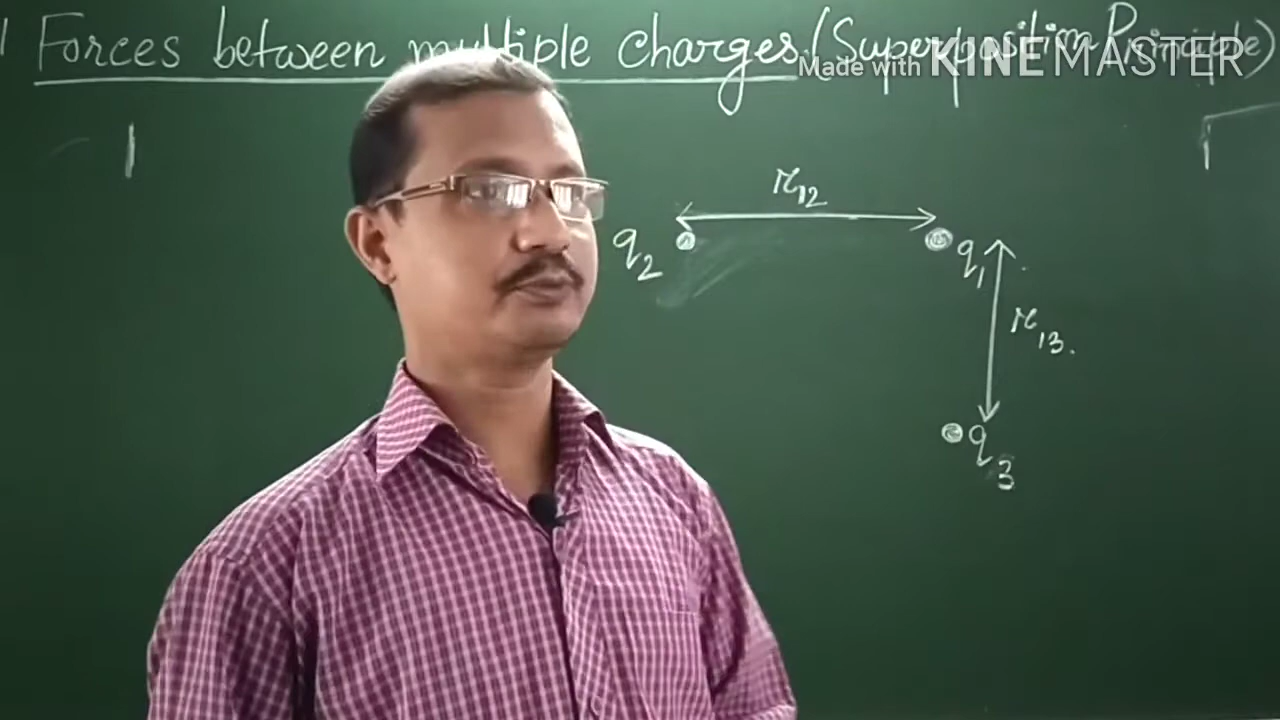 Forces between multiple charges (Superposition Principle)
Made with KINEMASTER
r12
q2
q1
r13.
q3